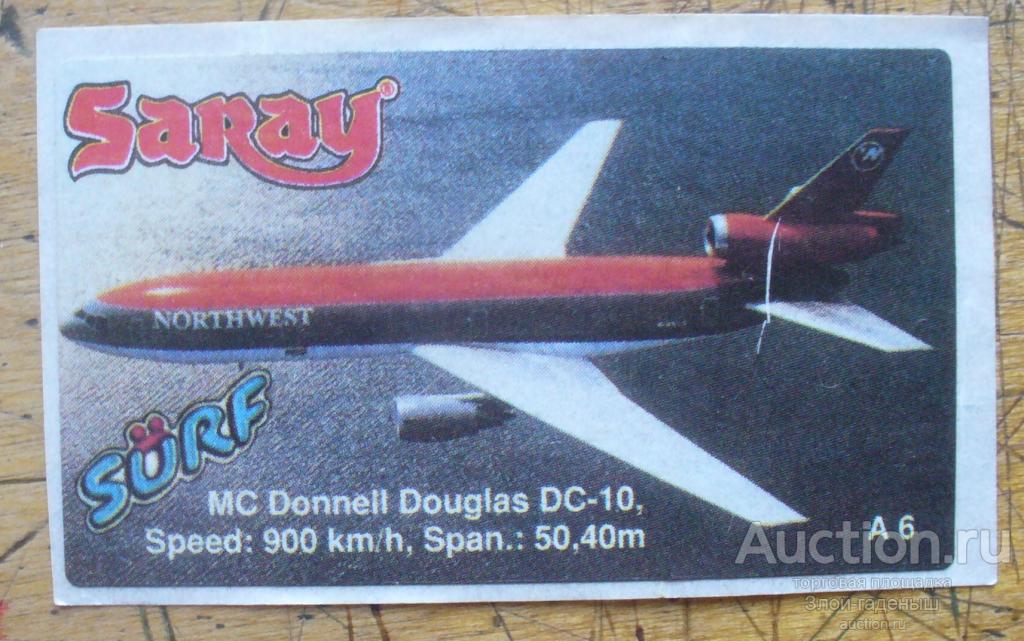 Saray®
NORTHWEST
SÜRF
MC Donnell Douglas DC-10,
Speed: 900 km/h, Span.: 50,40m
A 6
Auction.ru
торговая площадка
Злой-гаденыш
auction.ru